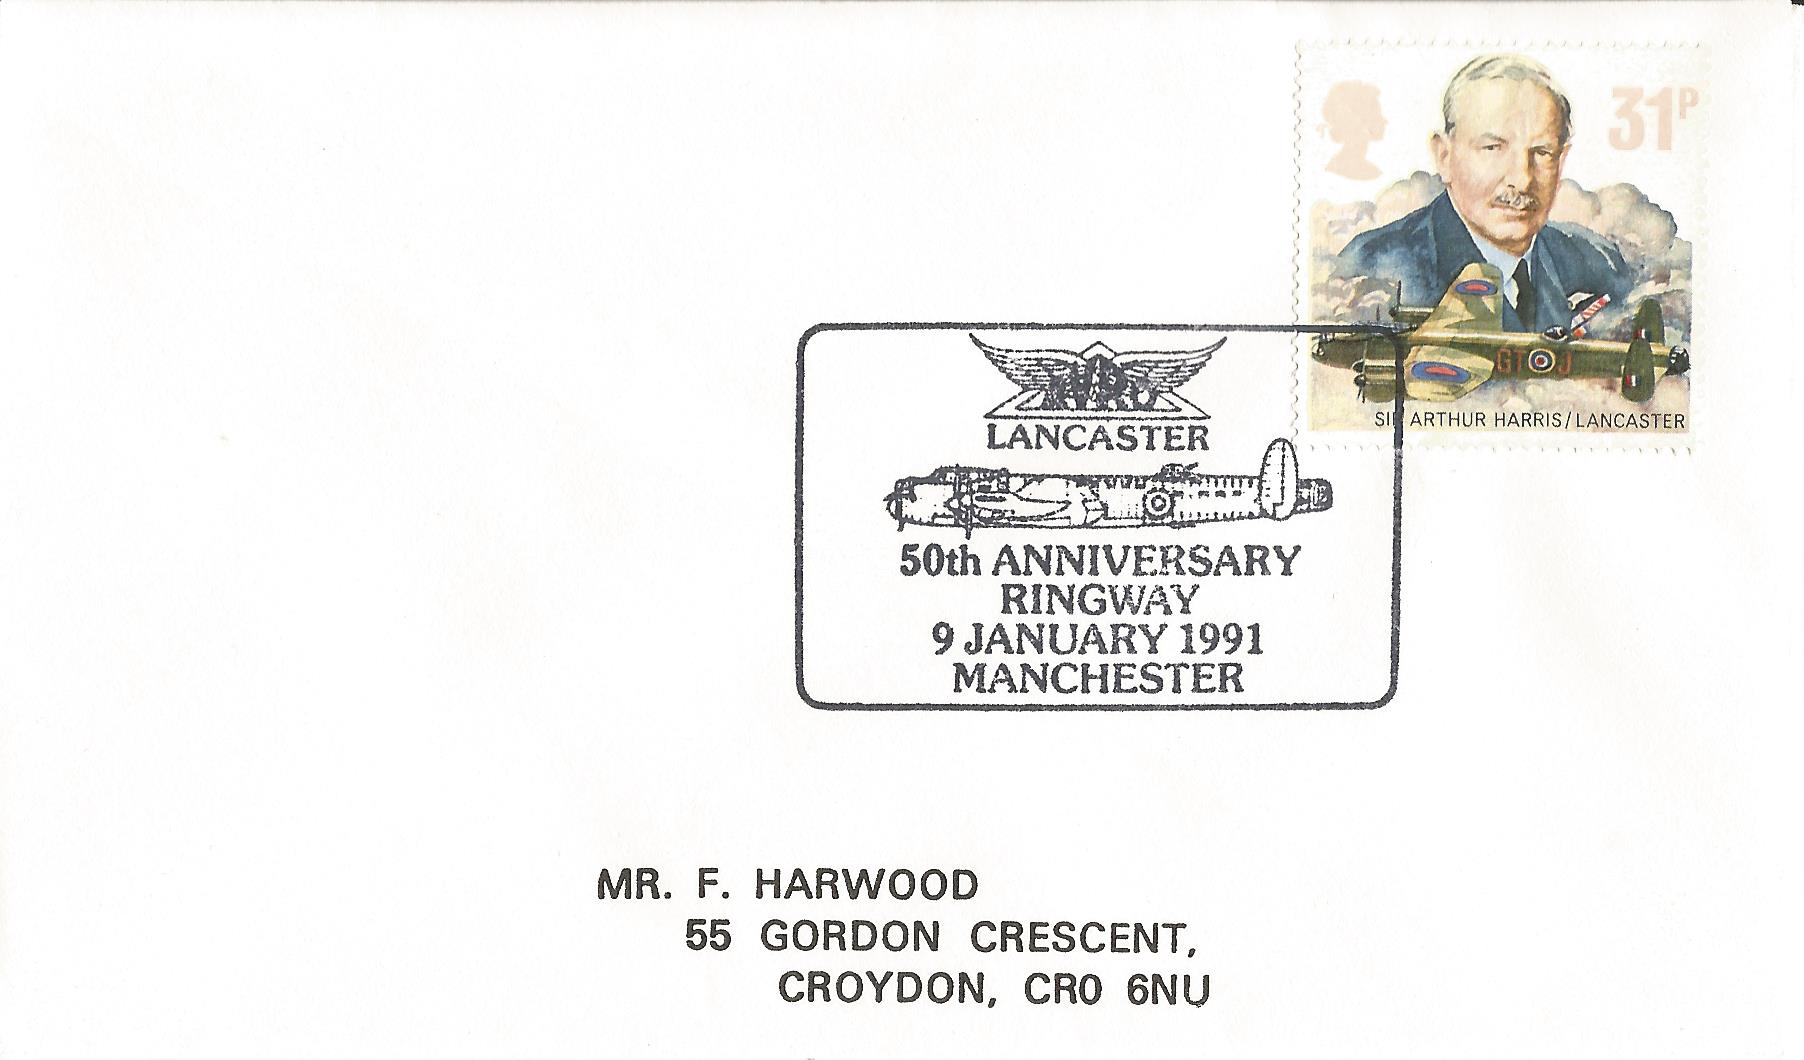 31P
GT J
SIR ARTHUR HARRIS/LANCASTER
LANCASTER
50th ANNIVERSARY
RINGWAY
9 JANUARY 1991
MANCHESTER
MR. F. HARWOOD
55 GORDON CRESCENT,
CROYDON, CR0 6NU